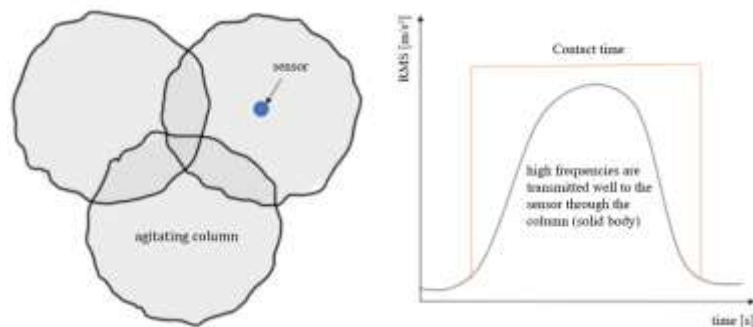 sensor
agitating column
RMS [m/s²]
Contact time
high frequencies are
transmitted well to the
sensor through the
column (solid body)
time [s]